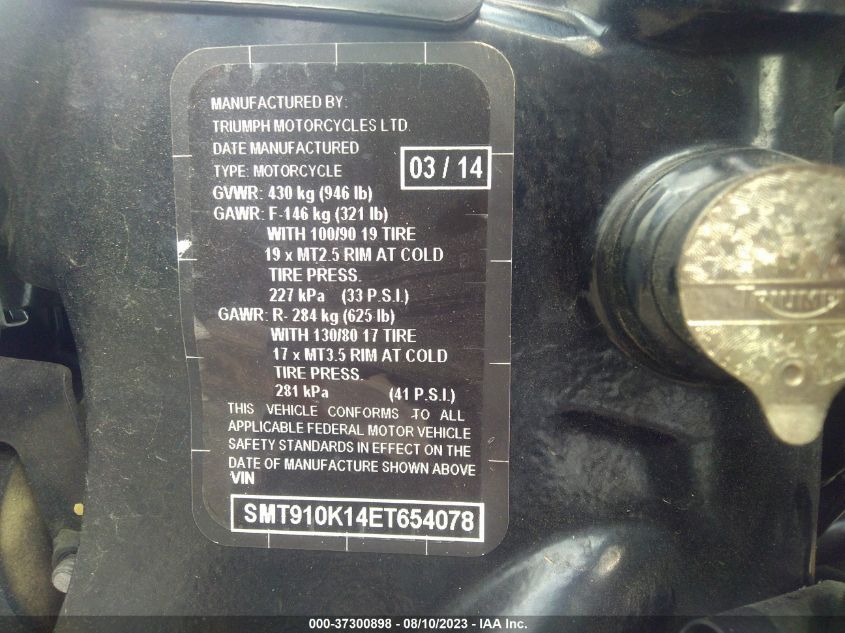 MANUFACTURED BY:
TRIUMPH MOTORCYCLES LTD.
DATE MANUFACTURED
03 / 14
TYPE: MOTORCYCLE
GVWR: 430 kg (946 lb)
GAWR: F-146 kg (321 lb)
WITH 100/90 19 TIRE
19 x MT2.5 RIM AT COLD
TIRE PRESS.
227 kPa (33 P.S.I.)
GAWR: R- 284 kg (625 lb)
WITH 130/80 17 TIRE
17 x MT3.5 RIM AT COLD
TIRE PRESS.
281 kPa (41 P.S.I.)
THIS VEHICLE CONFORMS TO ALL
APPLICABLE FEDERAL MOTOR VEHICLE
SAFETY STANDARDS IN EFFECT ON THE
DATE OF MANUFACTURE SHOWN ABOVE
VIN
SMT910K14ET654078
TRIUMPH
000-37300898 - 08/10/2023 - IAA Inc.